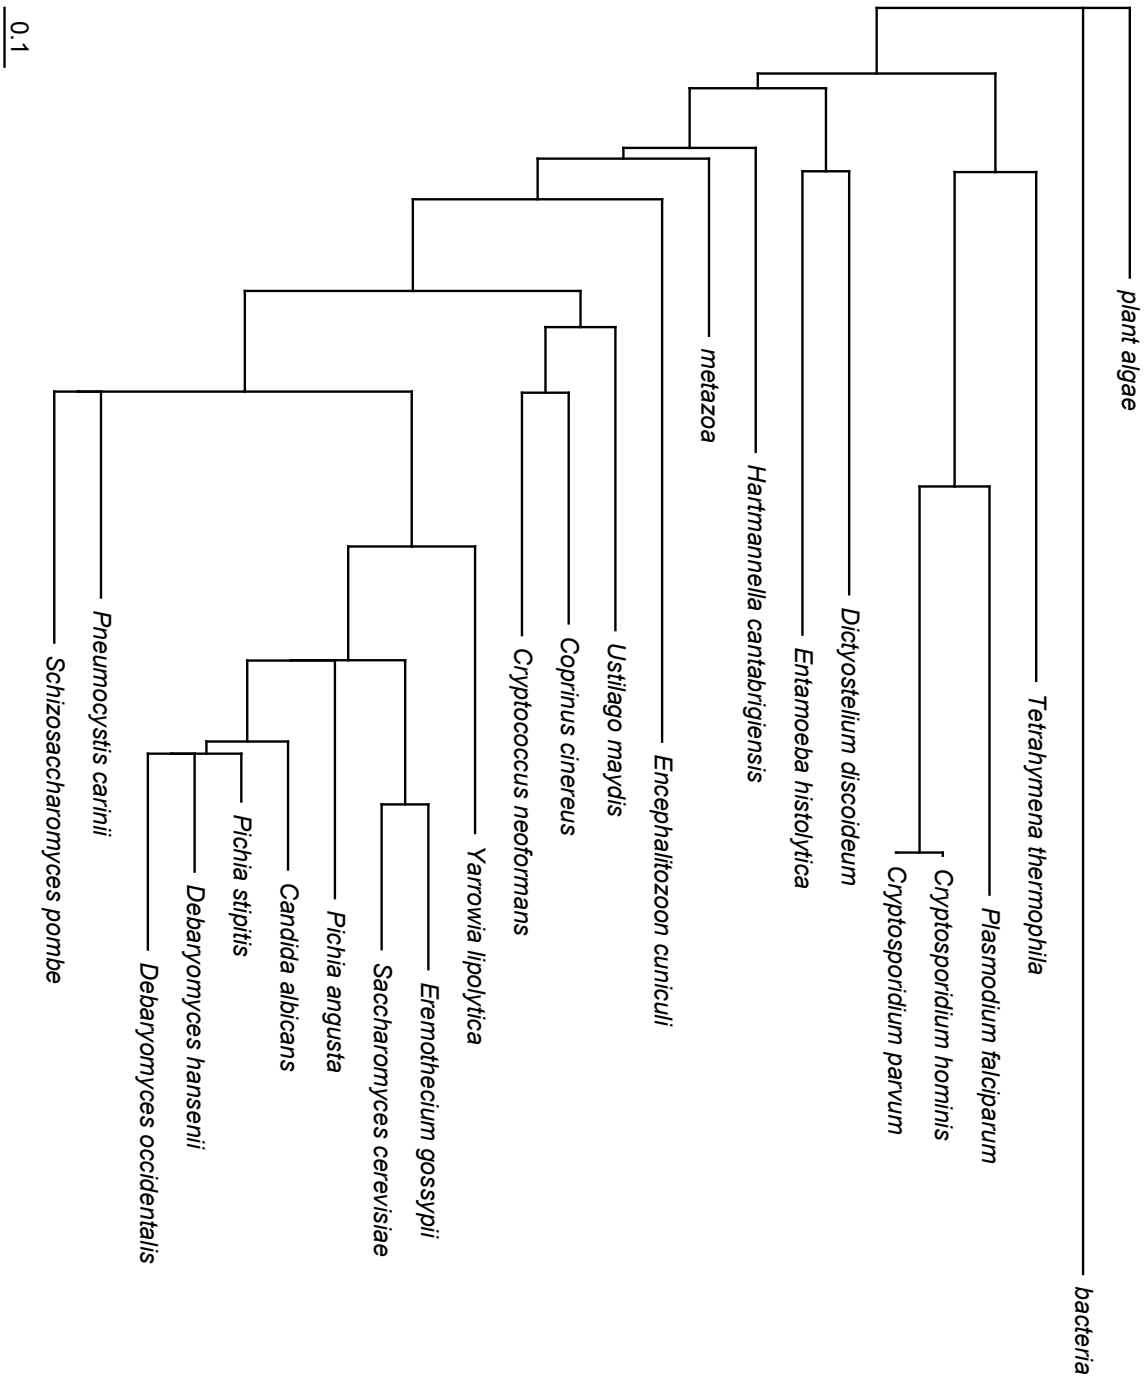 plant algae
bacteria
Tetrahymena thermophila
Plasmodium falciparum
Cryptosporidium hominis
Cryptosporidium parvum
Dictyostelium discoideum
Entamoeba histolytica
Hartmannella cantabrigiensis
metazoa
Encephalitozoon cuniculi
Ustilago maydis
Coprinus cinereus
Cryptococcus neoformans
Yarrowia lipolytica
Eremothecium gossypii
Saccharomyces cerevisiae
Pichia angusta
Candida albicans
Pichia stipitis
Debaryomyces hansenii
Debaryomyces occidentalis
Pneumocystis carinii
Schizosaccharomyces pombe
0.1